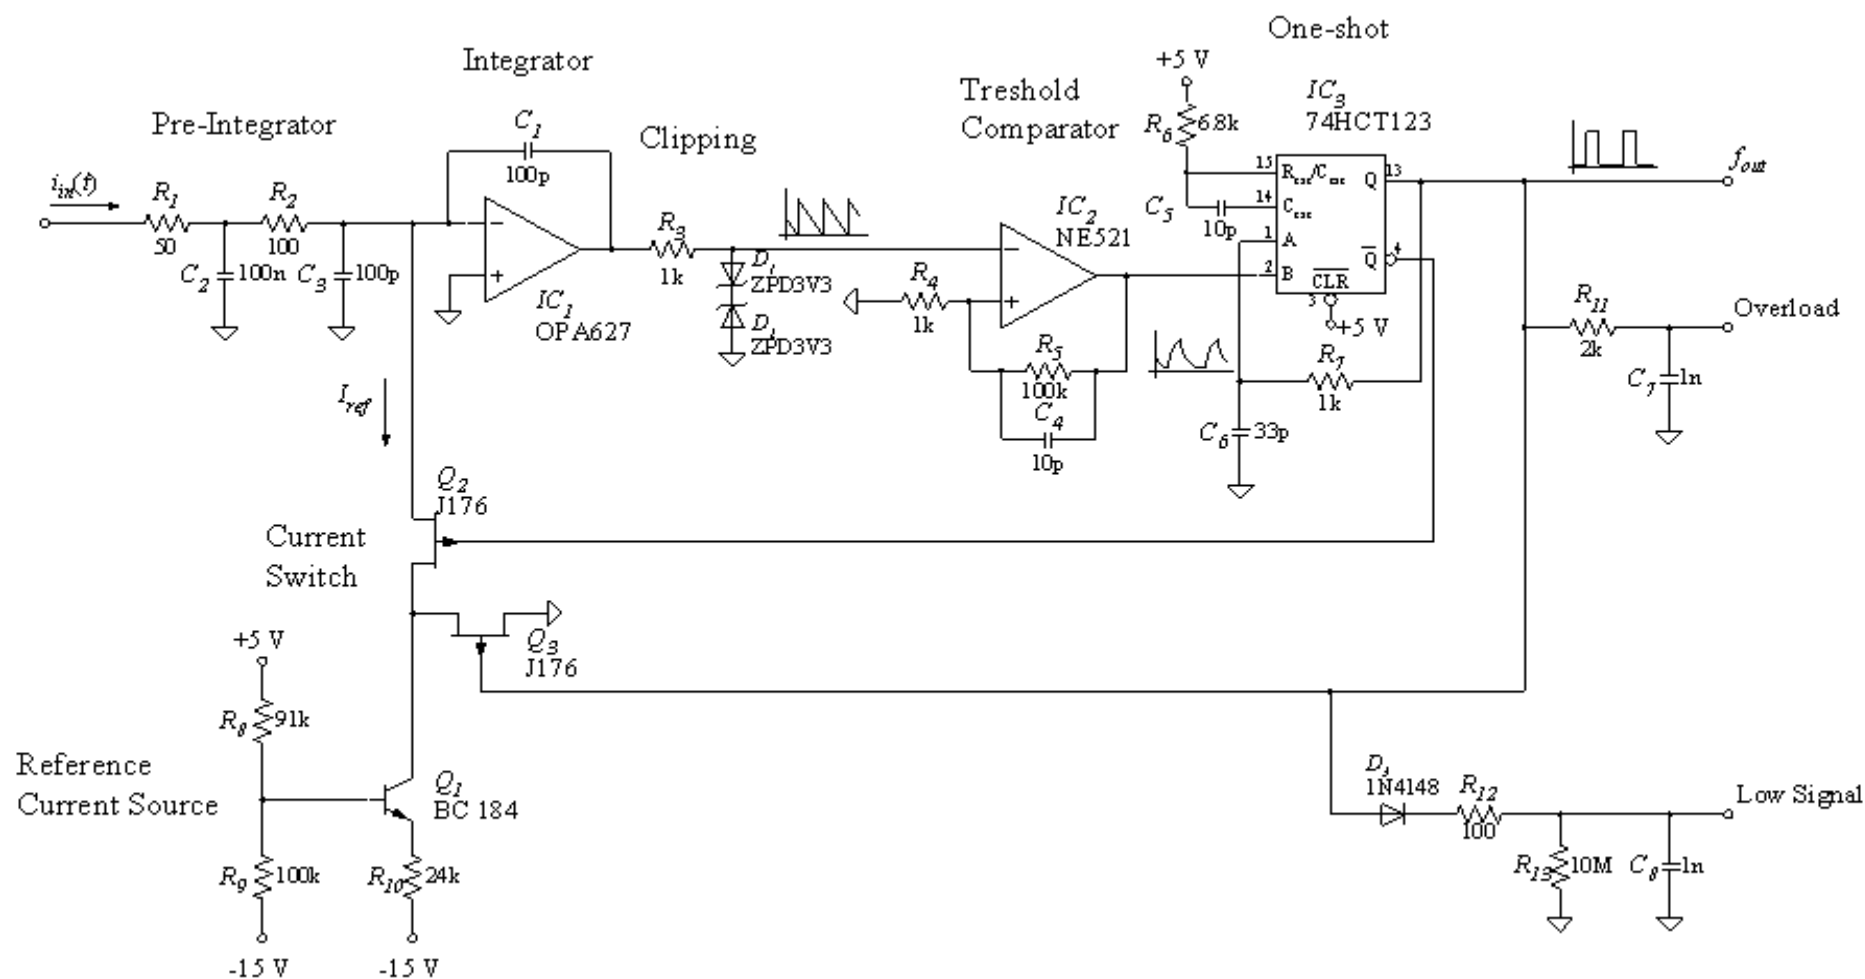 One-shot
Integrator
+5 V
Treshold
Comparator
IC3
74HCT123
Pre-Integrator
C1
100p
Clipping
R6
6.8k
iin(t)
R1
50
R2
100
C2
100n
C3
100p
IC1
OPA627
R3
1k
D1
ZPD3V3
D1
ZPD3V3
IC2
NE521
R4
1k
R5
100k
C4
10p
C5
10p
15
Rexc/Cexc
Q
13
14
Cexc
1
A
2
B
Q
4
CLR
3
+5 V
fout
R7
1k
C6
33p
R11
2k
Overload
C7
1n
Iref
Q2
J176
Current
Switch
Q3
J176
+5 V
R8
91k
Reference
Current Source
Q1
BC 184
R9
100k
R10
24k
-15 V
-15 V
1N4148
R12
100
Low Signal
R13
10M
C8
1n